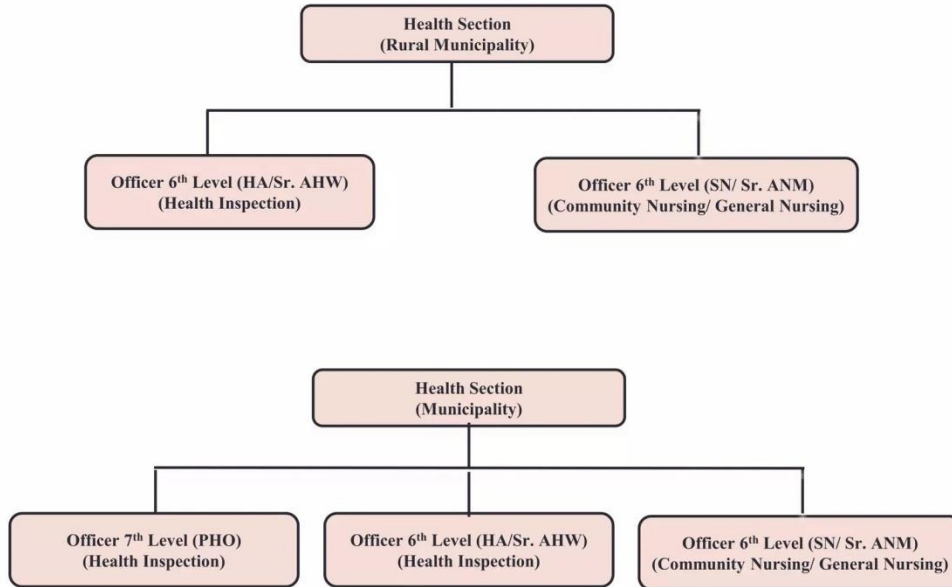 Health Section
(Rural Municipality)
Officer 6th Level (HA/Sr. AHW)
(Health Inspection)
Officer 6th Level (SN/ Sr. ANM)
(Community Nursing/ General Nursing)
Health Section
(Municipality)
Officer 7th Level (PHO)
(Health Inspection)
Officer 6th Level (HA/Sr. AHW)
(Health Inspection)
Officer 6th Level (SN/ Sr. ANM)
(Community Nursing/ General Nursing)